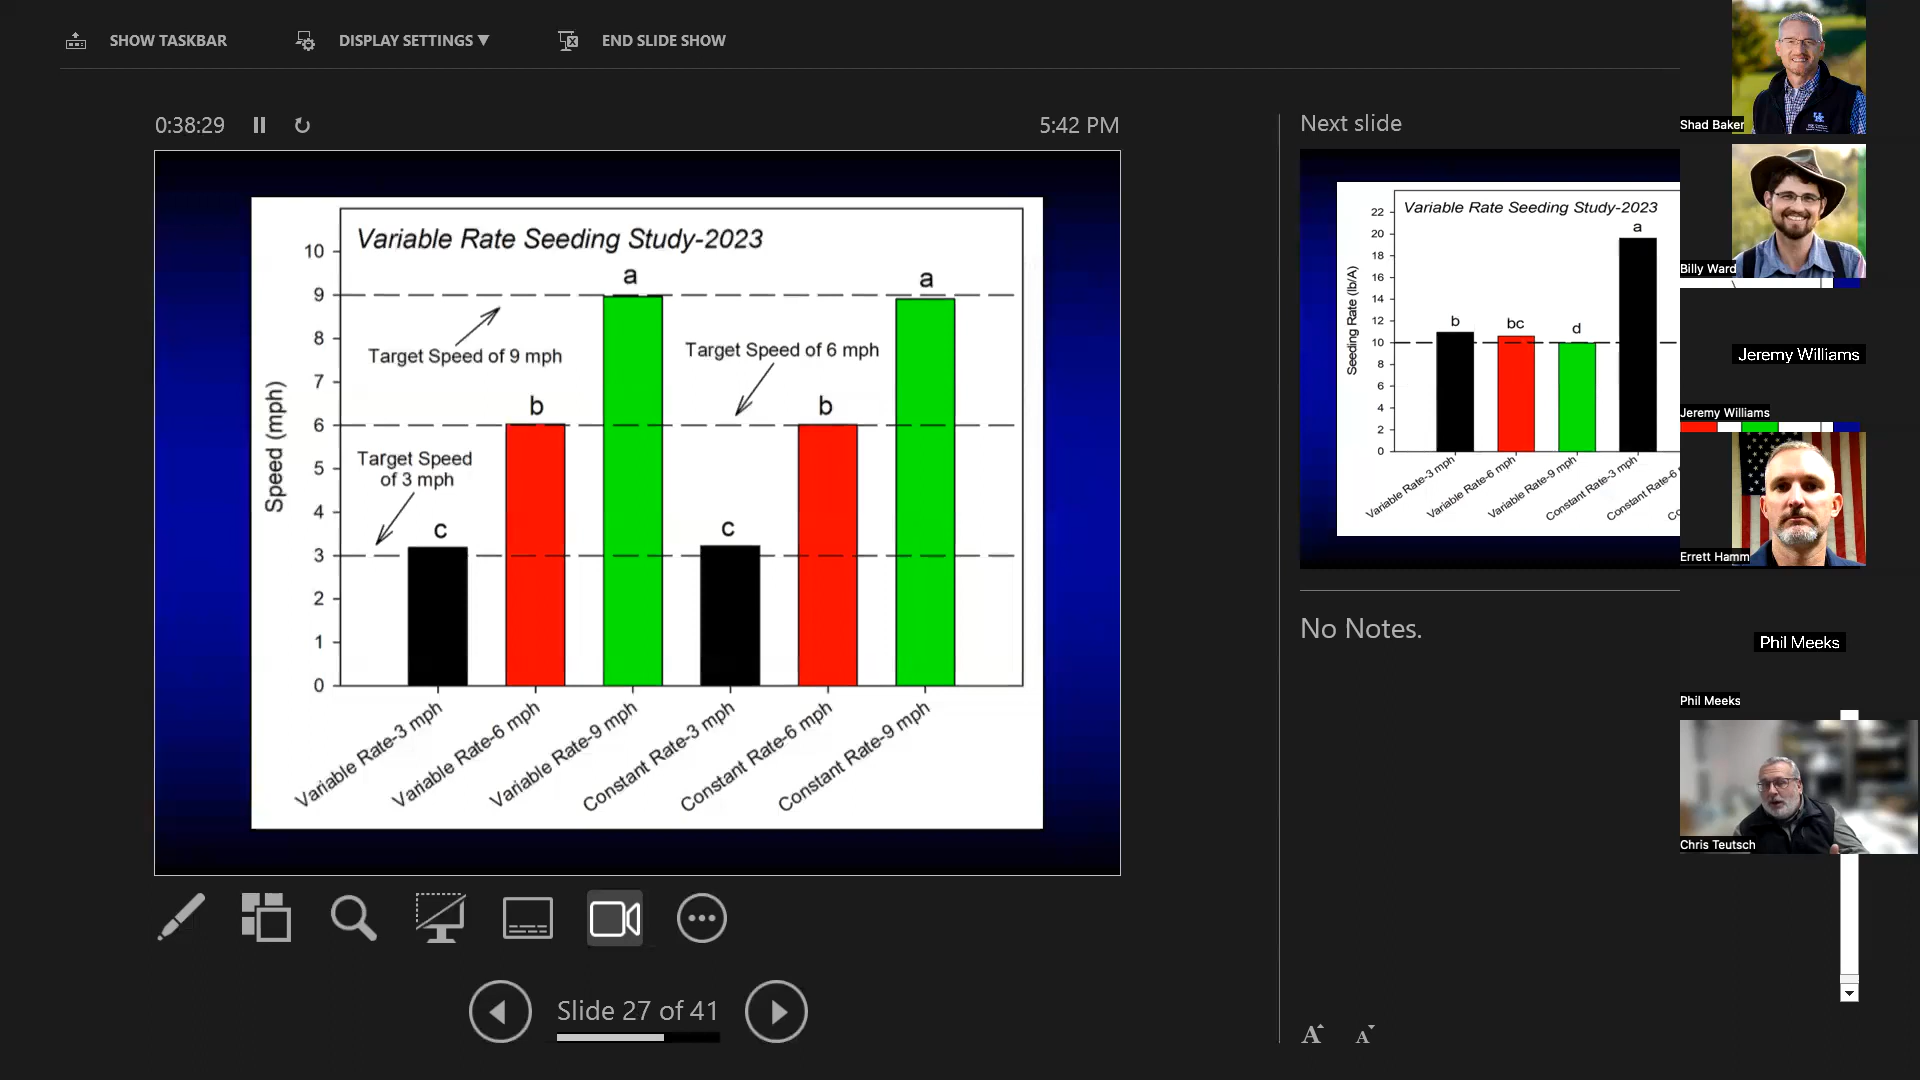 SHOW TASKBAR
DISPLAY SETTINGS ▼
END SLIDE SHOW
0:38:29
5:42 PM
Variable Rate Seeding Study-2023
10
9
8
7
6
5
4
3
2
1
0
Speed (mph)
a
a
Target Speed of 9 mph
Target Speed of 6 mph
b
b
Target Speed
of 3 mph
c
c
Variable Rate-3 mph
Variable Rate-6 mph
Variable Rate-9 mph
Constant Rate-3 mph
Constant Rate-6 mph
Constant Rate-9 mph
Slide 27 of 41
Next slide
Variable Rate Seeding Study-2023
22
20
18
16
14
12
10
8
6
4
2
0
Seeding Rate (lb/A)
a
b
bc
d
Variable Rate-3 mph
Variable Rate-6 mph
Variable Rate-9 mph
Constant Rate-3 mph
Constant Rate-6
Co
No Notes.
A
A
Shad Baker
Billy Ward
Jeremy Williams
Jeremy Williams
Errett Hamm
Phil Meeks
Phil Meeks
Chris Teutsch